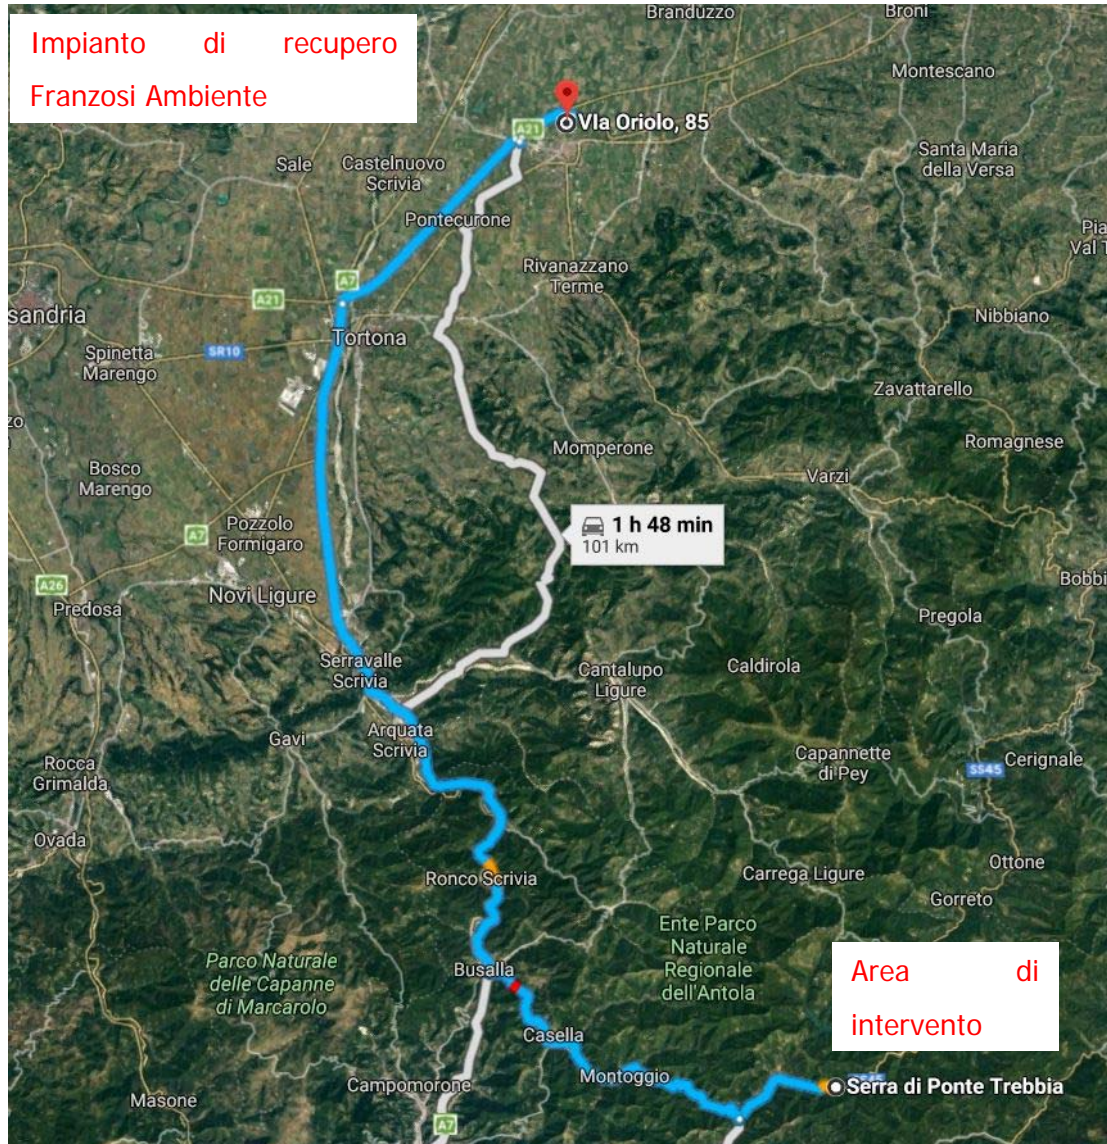 Impianto di recupero
Franzosi Ambiente
Branduzzo
Broni
Montescano
VIa Oriolo, 85
A21
Sale
Castelnuovo
Scrivia
Santa Maria
della Versa
Pontecurone
Pia
Val T
Rivanazzano
Terme
A7
A21
sandria
Nibbiano
Tortona
SR10
Spinetta
Marengo
Zavattarello
zo
Momperone
Romagnese
Bosco
Marengo
Varzi
1 h 48 min
101 km
Pozzolo
Formigaro
A7
A26
Predosa
Novi Ligure
Bobbi
Pregola
Serravalle
Scrivia
Cantalupo
Ligure
Caldirola
Arquata
Scrivia
Gavi
Capannette
di Pey
Cerignale
SS45
Rocca
Grimalda
Ovada
Ottone
Ronco Scrivia
Carrega Ligure
Gorreto
Ente Parco
Naturale
Regionale
dell'Antola
Area di
intervento
Parco Naturale
delle Capanne
di Marcarolo
Busalla
Casella
Montoggio
Campomorone
Serra di Ponte Trebbia
Masone
A7